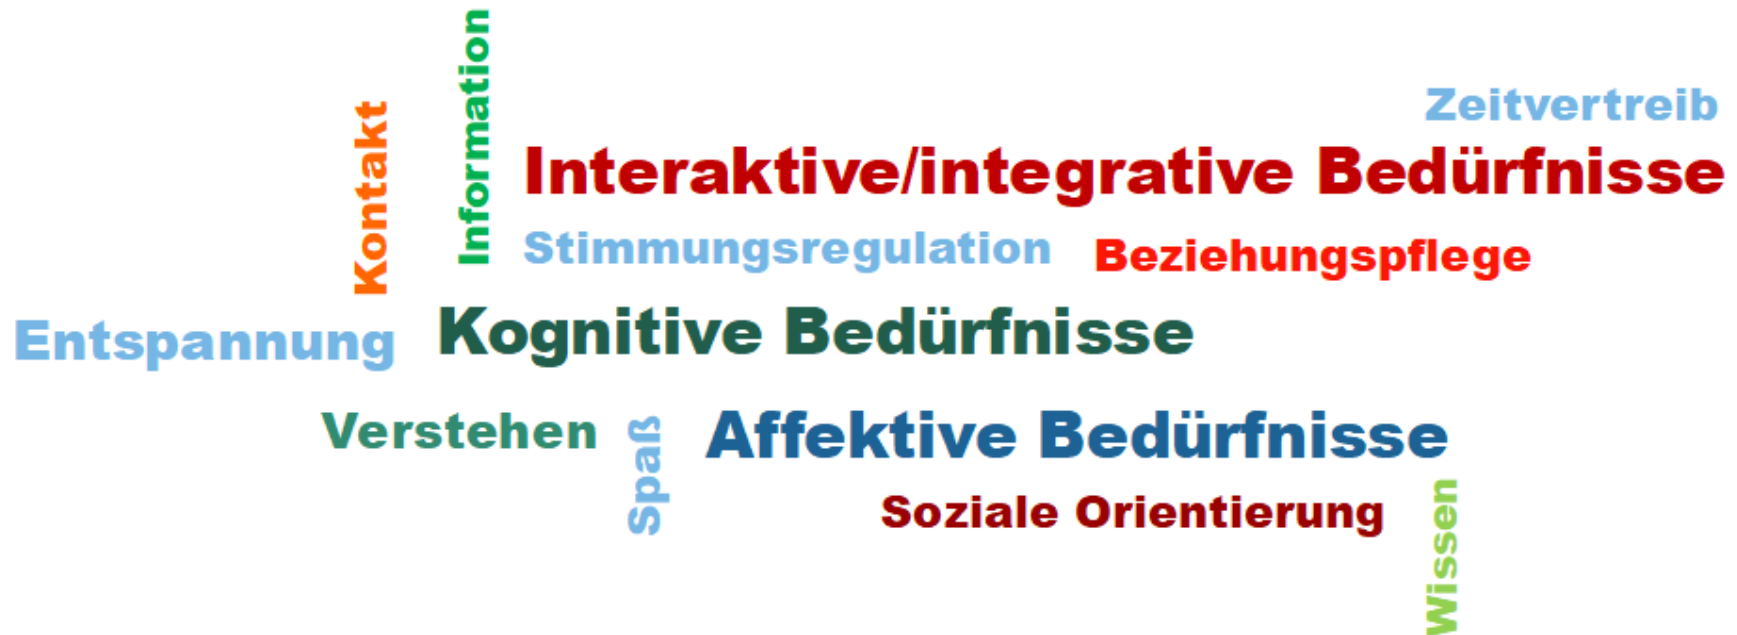 Information
Kontakt
Zeitvertreib
Interaktive/integrative Bedürfnisse
Stimmungsregulation
Beziehungspflege
Entspannung
Kognitive Bedürfnisse
Verstehen
Spaß
Affektive Bedürfnisse
Soziale Orientierung
Wissen